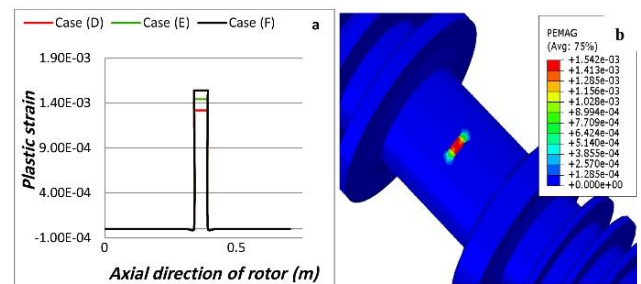 Case (D) Case (E) Case (F) a
1.90E-03
1.40E-03
9.00E-04
4.00E-04
-1.00E-04
Plastic strain
0 0.5
Axial direction of rotor (m)
b
PEMAG
(Avg: 75%)
+1.542e-03
+1.413e-03
+1.285e-03
+1.156e-03
+1.028e-03
+8.994e-04
+7.709e-04
+6.424e-04
+5.140e-04
+3.855e-04
+2.570e-04
+1.285e-04
+0.000e+00